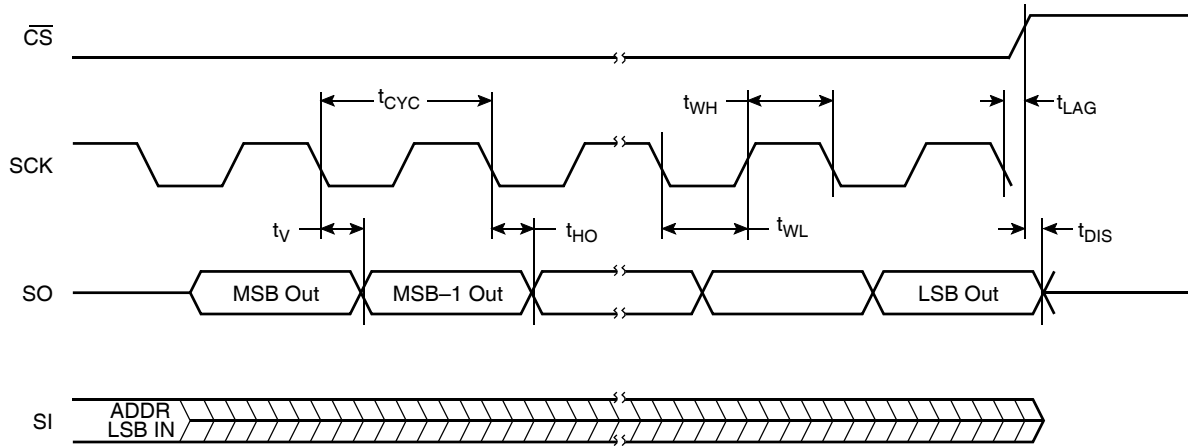 CS
tCYC
tWH
tLAG
SCK
tV
tHO
tWL
tDIS
SO
MSB Out
MSB–1 Out
LSB Out
SI
ADDR
LSB IN